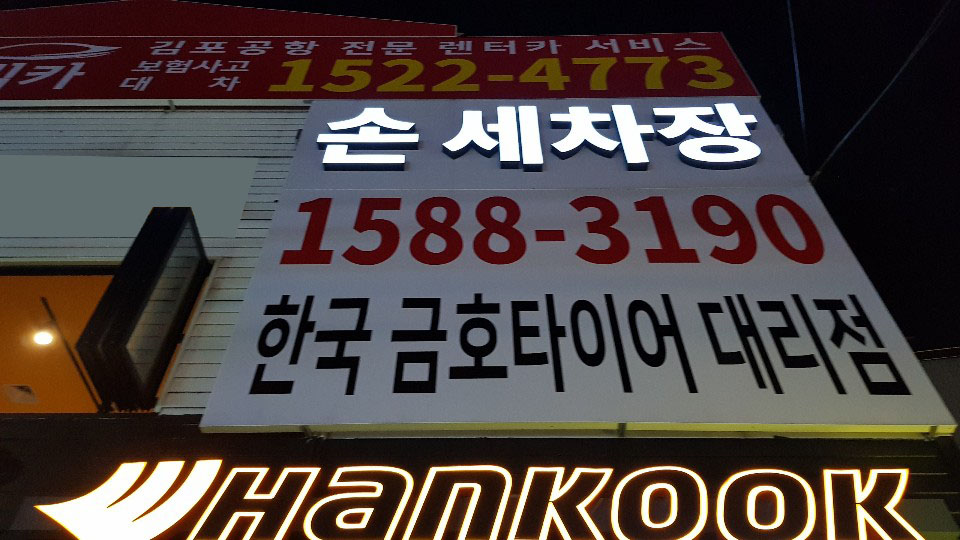 김포공항 전문 렌터카 서비스
카 보험사고 대차 1522-4773
손 세차장
1588-3190
한국 금호타이어 대리점
HANKOOK